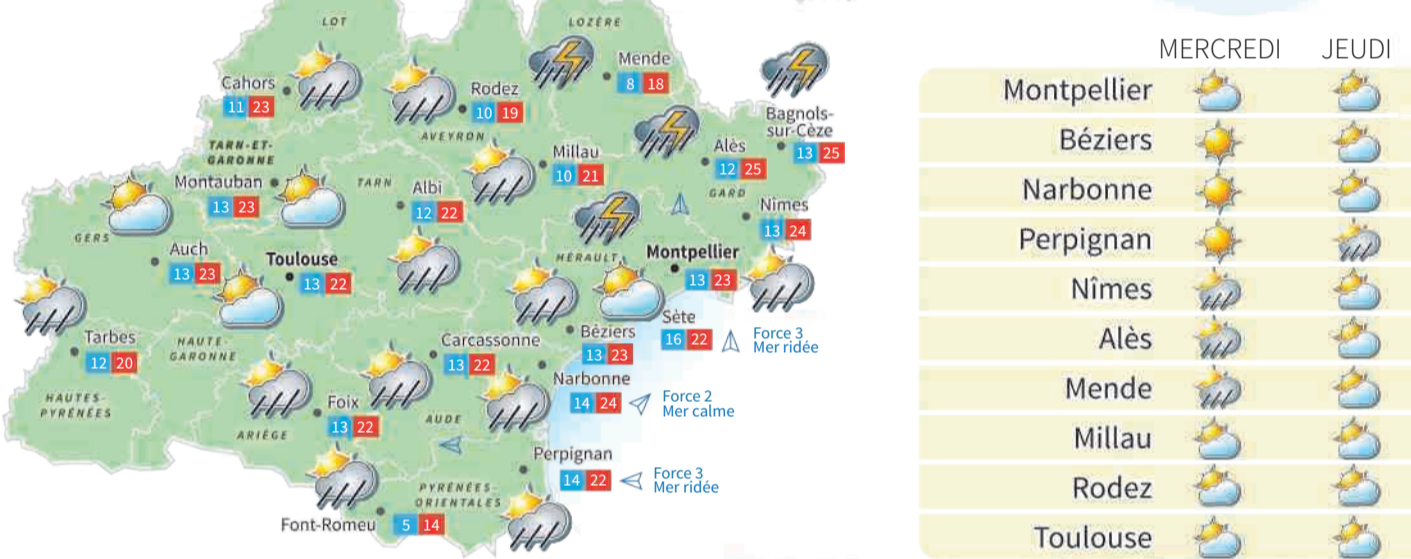 LOT
LOZÈRE
Mende
8 18
Cahors
11 23
Rodez
10 19
AVEYRON
Bagnols-
sur-Cèze
13 25
TARN-ET-
GARONNE
Montauban
13 23
TARN
Albi
12 22
Millau
10 21
Alès
12 25
GARD
Nîmes
13 24
GERS
Auch
13 23
Toulouse
13 22
HÉRAULT
Montpellier
13 23
Tarbes
12 20
HAUTE-
GARONNE
Carcassonne
13 22
Béziers
13 23
Sète
16 22
Force 3
Mer ridée
HAUTES-
PYRÉNÉES
Foix
13 22
ARIÈGE
AUDE
Narbonne
14 24
Force 2
Mer calme
Perpignan
14 22
Force 3
Mer ridée
PYRÉNÉES-
ORIENTALES
Font-Romeu
5 14
MERCREDI JEUDI
Montpellier
Béziers
Narbonne
Perpignan
Nîmes
Alès
Mende
Millau
Rodez
Toulouse